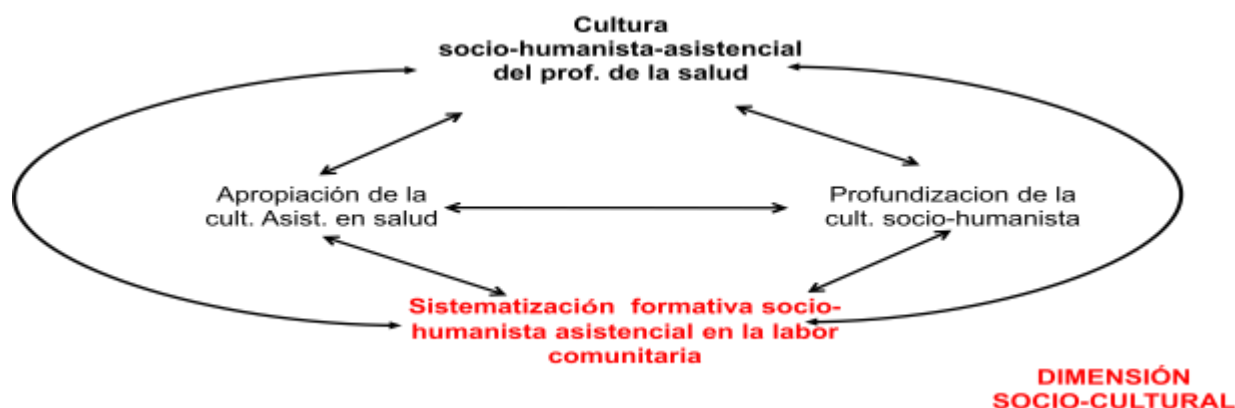 Cultura
socio-humanista-asistencial
del prof. de la salud
Apropiación de la
cult. Asist. en salud
Profundizacion de la
cult. socio-humanista
Sistematización formativa socio-
humanista asistencial en la labor
comunitaria
DIMENSIÓN
SOCIO-CULTURAL